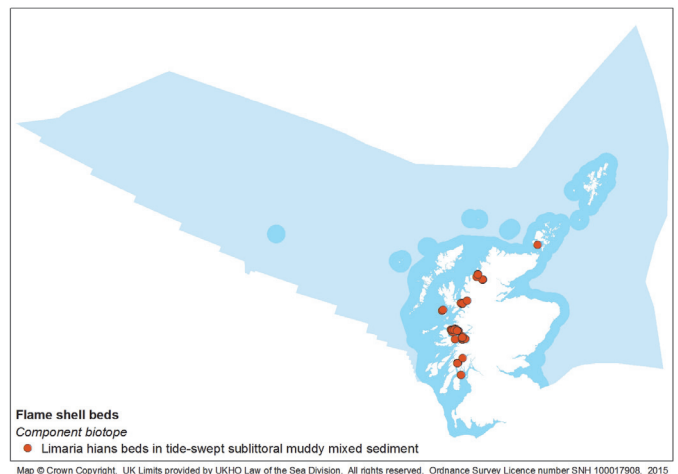 Flame shell beds
Component biotope
Limaria hians beds in tide-swept sublittoral muddy mixed sediment
Map © Crown Copyright. UK Limits provided by UKHO Law of the Sea Division. All rights reserved. Ordnance Survey Licence number SNH 100017908. 2015